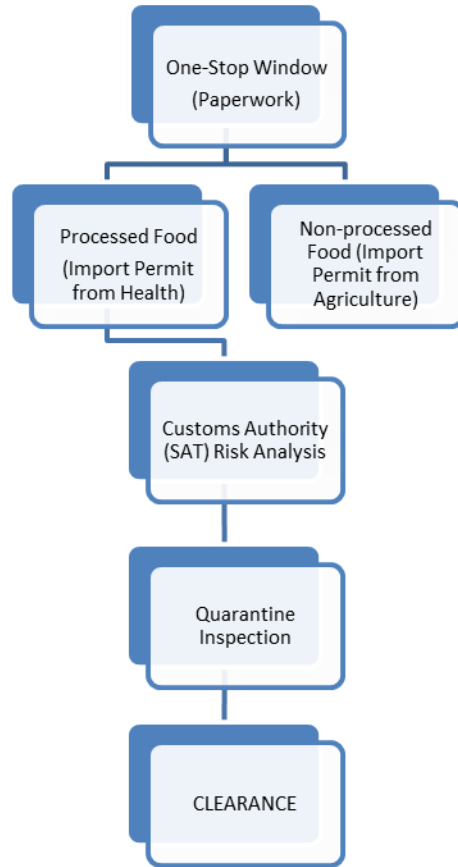 One-Stop Window
(Paperwork)
Processed Food
(Import Permit
from Health)
Non-processed
Food (Import
Permit from
Agriculture)
Customs Authority
(SAT) Risk Analysis
Quarantine
Inspection
CLEARANCE